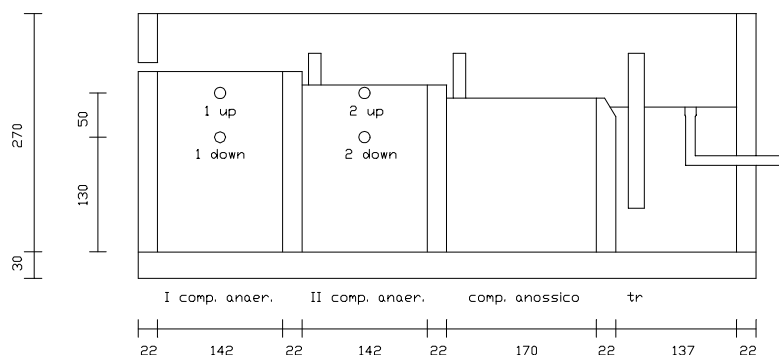 270
50
130
30
1 up
2 up
1 down
2 down
I comp. anaer. II comp. anaer. comp. anossico tr
22 142 22 142 22 170 22 137 22